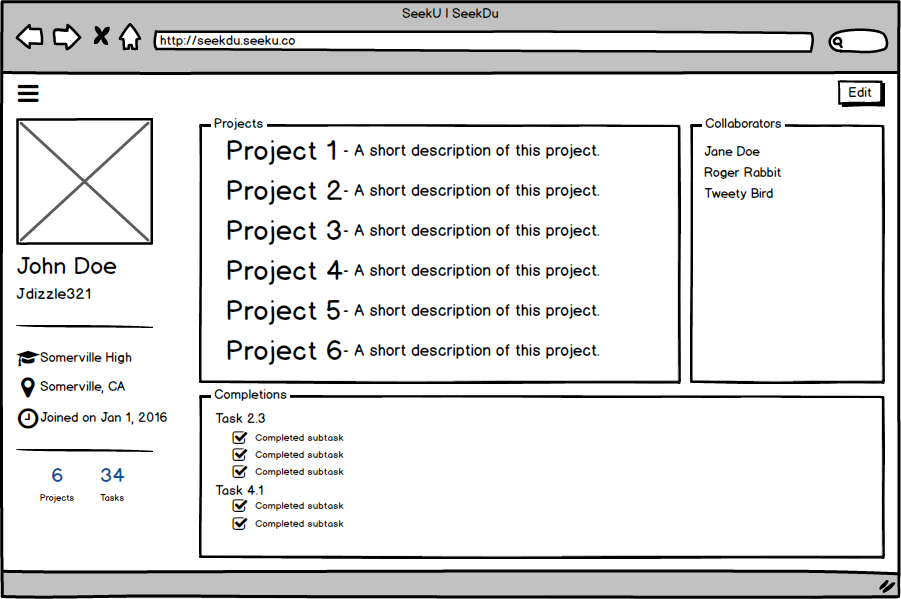 SeekU | SeekDu
http://seekdu.seeku.co
Edit
John Doe
Jdizzle321
Somerville High
Somerville, CA
Joined on Jan 1, 2016
6 34
Projects Tasks
Projects
Project 1 - A short description of this project.
Project 2 - A short description of this project.
Project 3 - A short description of this project.
Project 4 - A short description of this project.
Project 5 - A short description of this project.
Project 6 - A short description of this project.
Collaborators
Jane Doe
Roger Rabbit
Tweety Bird
Completions
Task 2.3
Completed subtask
Completed subtask
Completed subtask
Task 4.1
Completed subtask
Completed subtask